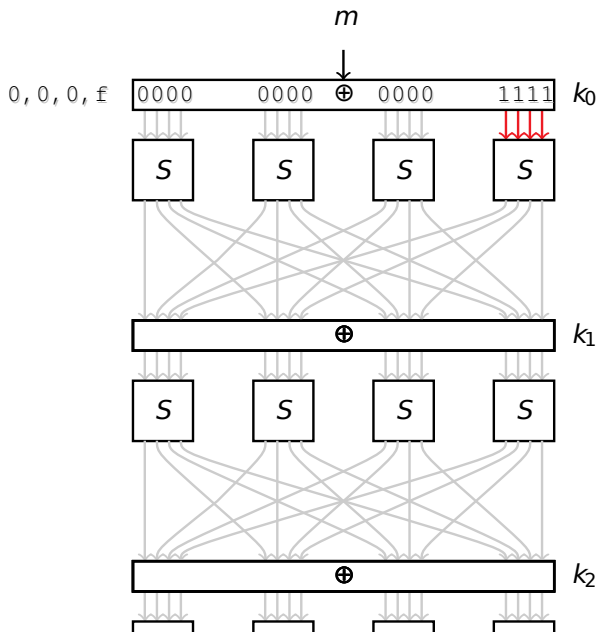 m
0,0,0,f 0000 0000 ⊕ 0000 1111 k₀
S S S S
⊕ k₁
S S S S
⊕ k₂